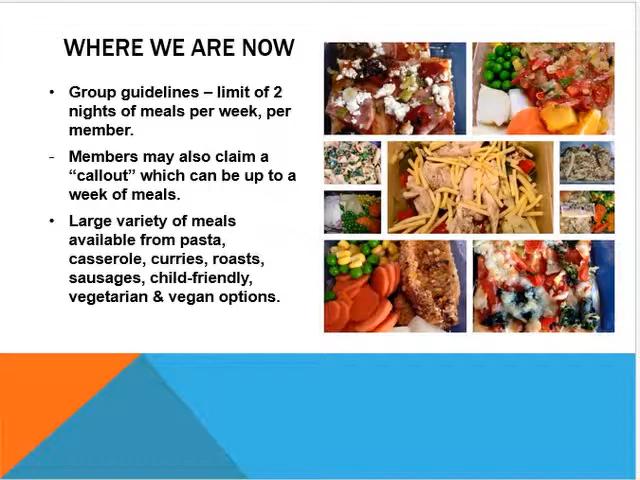 WHERE WE ARE NOW
• Group guidelines – limit of 2
nights of meals per week, per
member.
- Members may also claim a
“callout” which can be up to a
week of meals.
• Large variety of meals
available from pasta,
casserole, curries, roasts,
sausages, child-friendly,
vegetarian & vegan options.